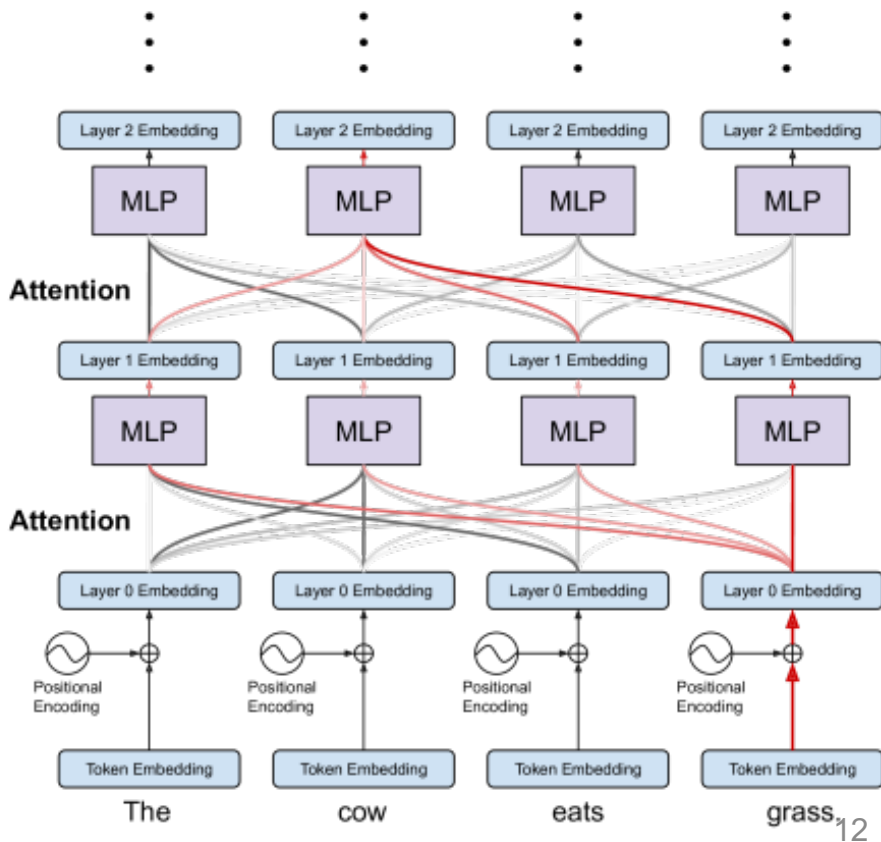 Layer 2 Embedding Layer 2 Embedding Layer 2 Embedding Layer 2 Embedding
MLP MLP MLP MLP
Attention
Layer 1 Embedding Layer 1 Embedding Layer 1 Embedding Layer 1 Embedding
MLP MLP MLP MLP
Attention
Layer 0 Embedding Layer 0 Embedding Layer 0 Embedding Layer 0 Embedding
Positional Positional Positional Positional
Encoding Encoding Encoding Encoding
Token Embedding Token Embedding Token Embedding Token Embedding
The cow eats grass.
12